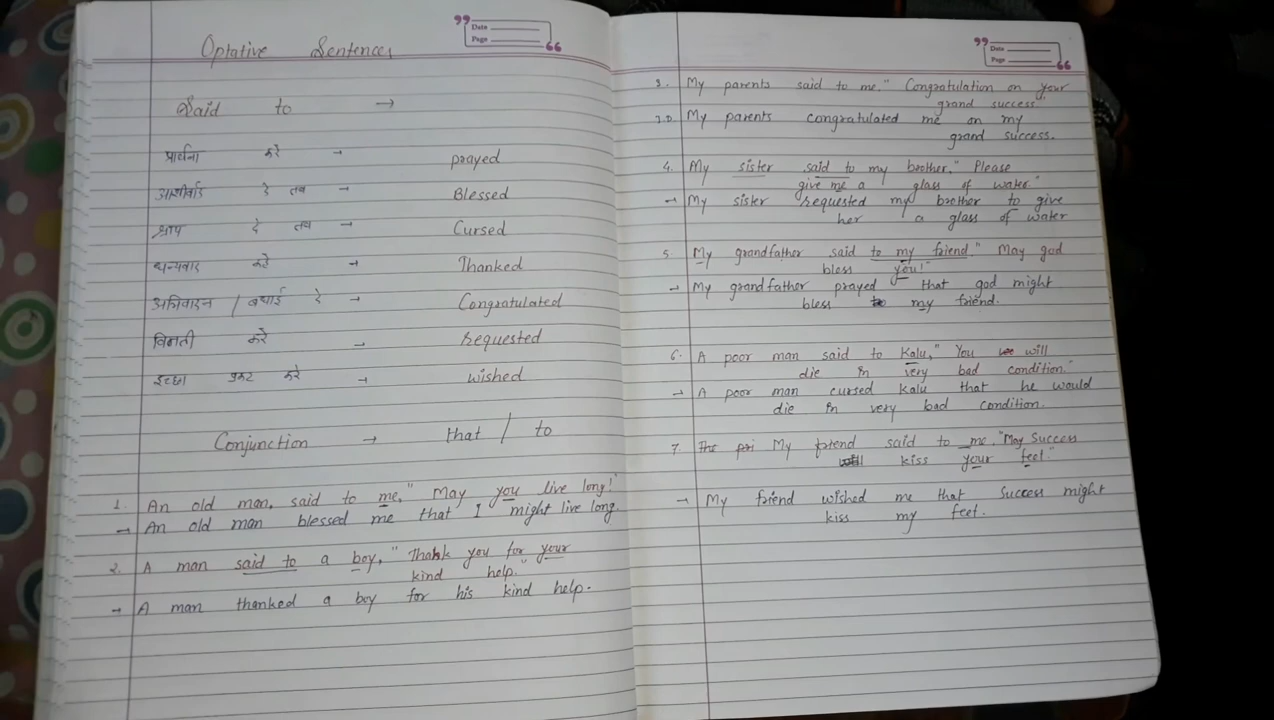 Optative Sentences
Date
Page
Said to →
प्रार्थना करे → prayed
आशीर्वाद दे तब → Blessed
श्राप दे तब → Cursed
धन्यवाद करे → Thanked
अभिवादन / बधाई दे → Congratulated
विनती करे → requested
इच्छा प्रकट करे → wished
Conjunction → that / to
1. An old man, said to me, " May you live long!"
→ An old man blessed me that I might live long.
2. A man said to a boy, " Thank you for your
kind help."
→ A man thanked a boy for his kind help.
Date
Page
3. My parents said to me, " Congratulation on your
grand success"
I.D. My parents congratulated me on my
grand success.
4. My sister said to my brother, " Please
give me a glass of water."
→ My sister requested my brother to give
her a glass of water
5. My grandfather said to my friend " May god
bless you!"
→ My grandfather prayed that god might
bless my friend.
6. A poor man said to Kalu, " You will
die in very bad condition."
→ A poor man cursed Kalu that he would
die in very bad condition.
7. My friend said to me, "May Success
kiss your feet."
→ My friend wished me that Success might
kiss my feet.